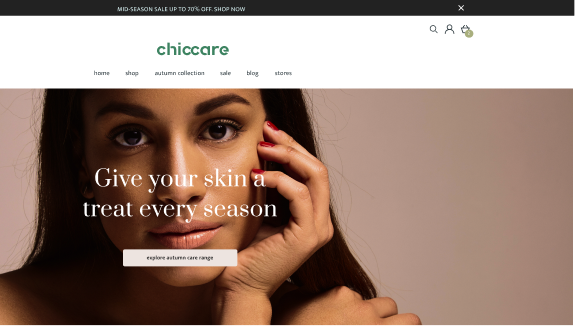 MID-SEASON SALE UP TO 70% OFF. SHOP NOW
chiccare
home shop autumn collection sale blog stores
Give your skin a
treat every season
explore autumn care range